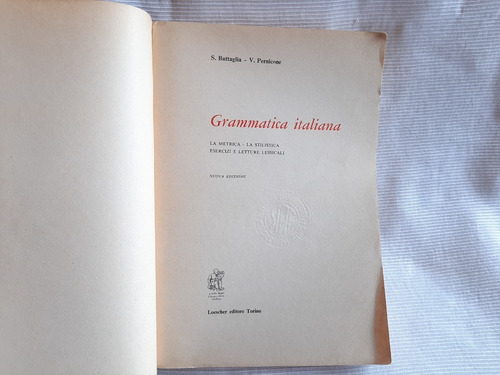 S. Battaglia - V. Pernicone
Grammatica italiana
LA METRICA - LA STILISTICA
ESERCIZI E LETTURE LESSICALI
NUOVA EDIZIONE
Loescher editore Torino